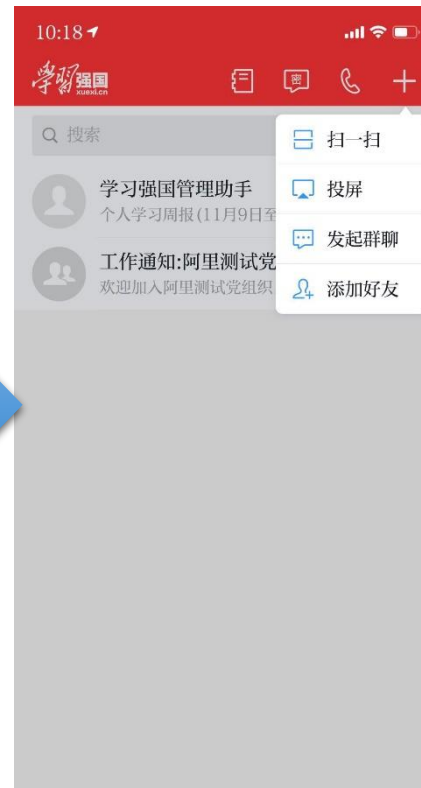 10:18
学习强国
xuexi.cn
密
搜索
扫一扫
投屏
发起群聊
添加好友
学习强国管理助手
个人学习周报(11月9日至
工作通知:阿里测试党
欢迎加入阿里测试党组织